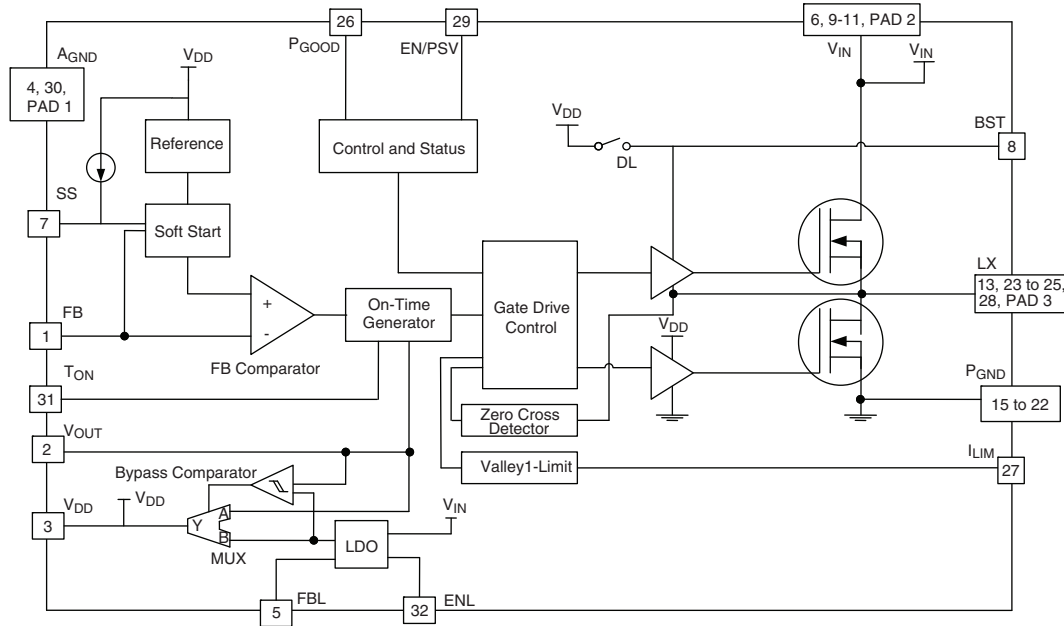 26
29
6, 9-11, PAD 2
AGND
PGOOD
EN/PSV
VIN
VIN
VDD
4, 30,
PAD 1
Reference
Control and Status
VDD
DL
BST
8
SS
7
Soft Start
LX
13, 23 to 25,
28, PAD 3
FB
1
+
-
FB Comparator
On-Time
Generator
Gate Drive
Control
VDD
TON
31
PGND
15 to 22
Zero Cross
Detector
VOUT
2
Bypass Comparator
Valley1-Limit
ILIM
27
VDD
3
VDD
Y
A
B
MUX
LDO
VIN
FBL
5
32
ENL